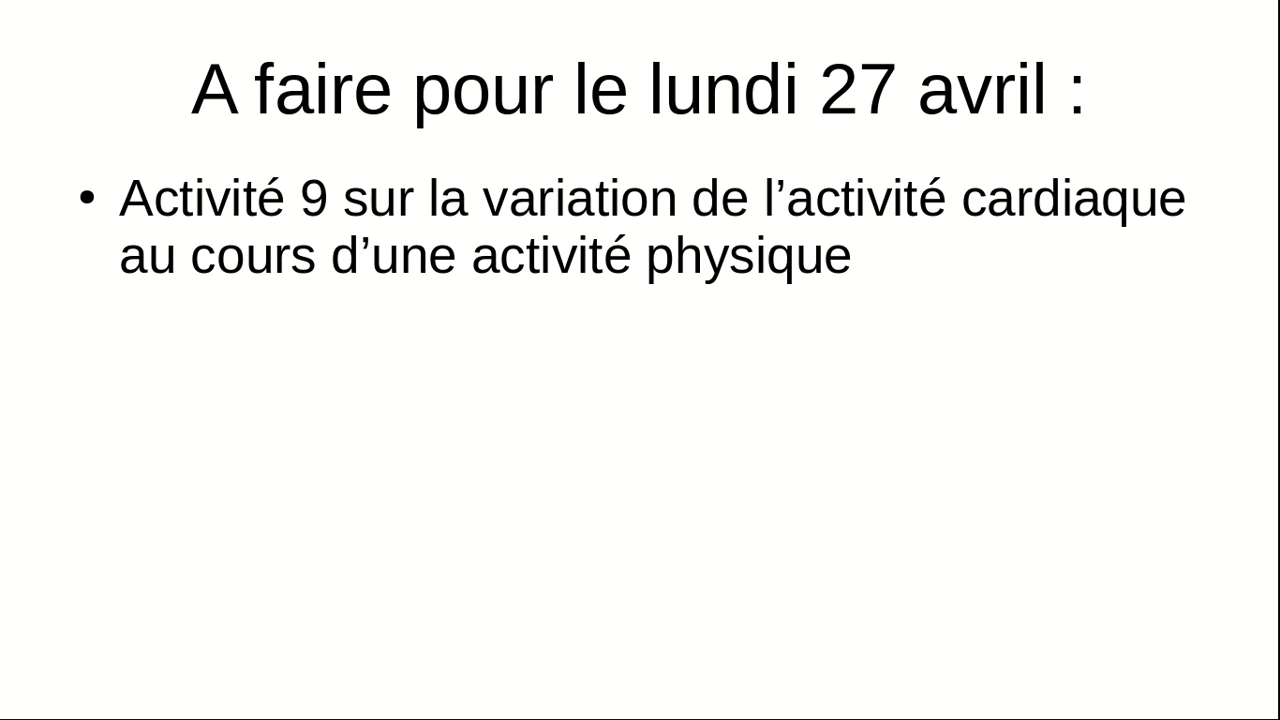 A faire pour le lundi 27 avril :
• Activité 9 sur la variation de l’activité cardiaque
au cours d’une activité physique